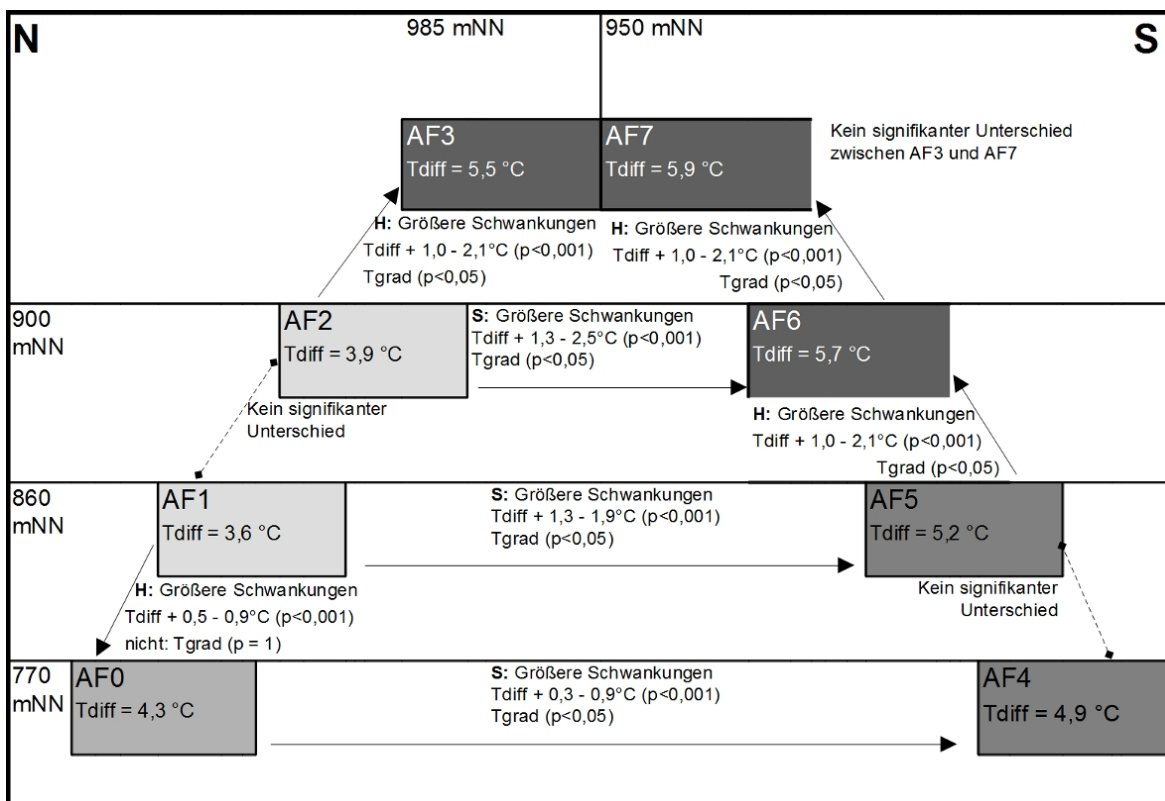 N
985 mNN
950 mNN
S
AF3
Tdiff = 5,5 °C
AF7
Tdiff = 5,9 °C
Kein signifikanter Unterschied
zwischen AF3 und AF7
H: Größere Schwankungen
Tdiff + 1,0 - 2,1°C (p<0,001)
Tgrad (p<0,05)
H: Größere Schwankungen
Tdiff + 1,0 - 2,1°C (p<0,001)
Tgrad (p<0,05)
900
mNN
AF2
Tdiff = 3,9 °C
S: Größere Schwankungen
Tdiff + 1,3 - 2,5°C (p<0,001)
Tgrad (p<0,05)
AF6
Tdiff = 5,7 °C
Kein signifikanter
Unterschied
H: Größere Schwankungen
Tdiff + 1,0 - 2,1°C (p<0,001)
Tgrad (p<0,05)
860
mNN
AF1
Tdiff = 3,6 °C
S: Größere Schwankungen
Tdiff + 1,3 - 1,9°C (p<0,001)
Tgrad (p<0,05)
AF5
Tdiff = 5,2 °C
H: Größere Schwankungen
Tdiff + 0,5 - 0,9°C (p<0,001)
nicht: Tgrad (p = 1)
Kein signifikanter
Unterschied
770
mNN
AF0
Tdiff = 4,3 °C
S: Größere Schwankungen
Tdiff + 0,3 - 0,9°C (p<0,001)
Tgrad (p<0,05)
AF4
Tdiff = 4,9 °C